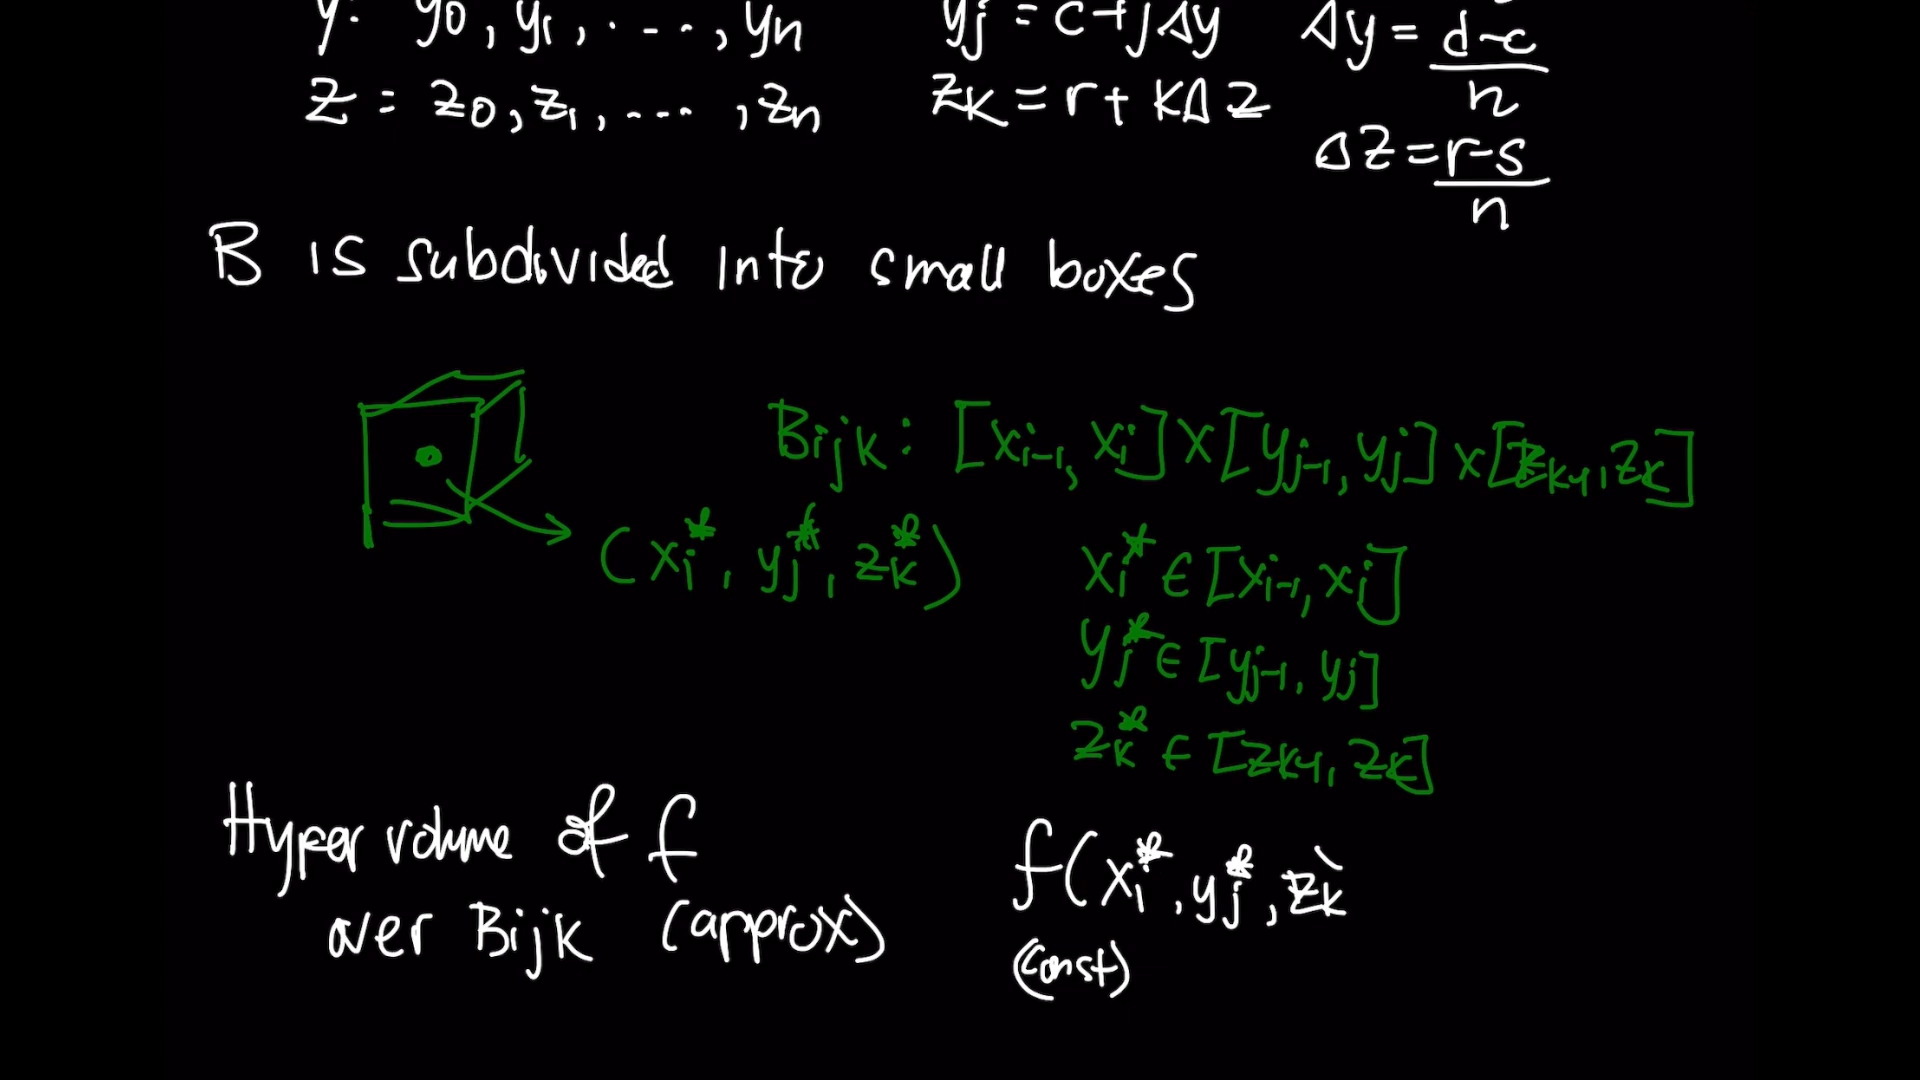 y: y₀, y₁, ..., yₙ yⱼ = c + jΔy Δy = (d-c)/n
z = z₀, z₁, ..., zₙ zₖ = r + kΔz
Δz = (r-s)/n
B is subdivided into small boxes
Bijk: [xᵢ₋₁, xᵢ] × [yⱼ₋₁, yⱼ] × [zₖ₋₁, zₖ]
(xᵢ*, yⱼ*, zₖ*)
xᵢ* ∈ [xᵢ₋₁, xᵢ]
yⱼ* ∈ [yⱼ₋₁, yⱼ]
zₖ* ∈ [zₖ₋₁, zₖ]
Hyper volume of f
over Bijk (approx)
f(xᵢ*, yⱼ*, zₖ
(const)